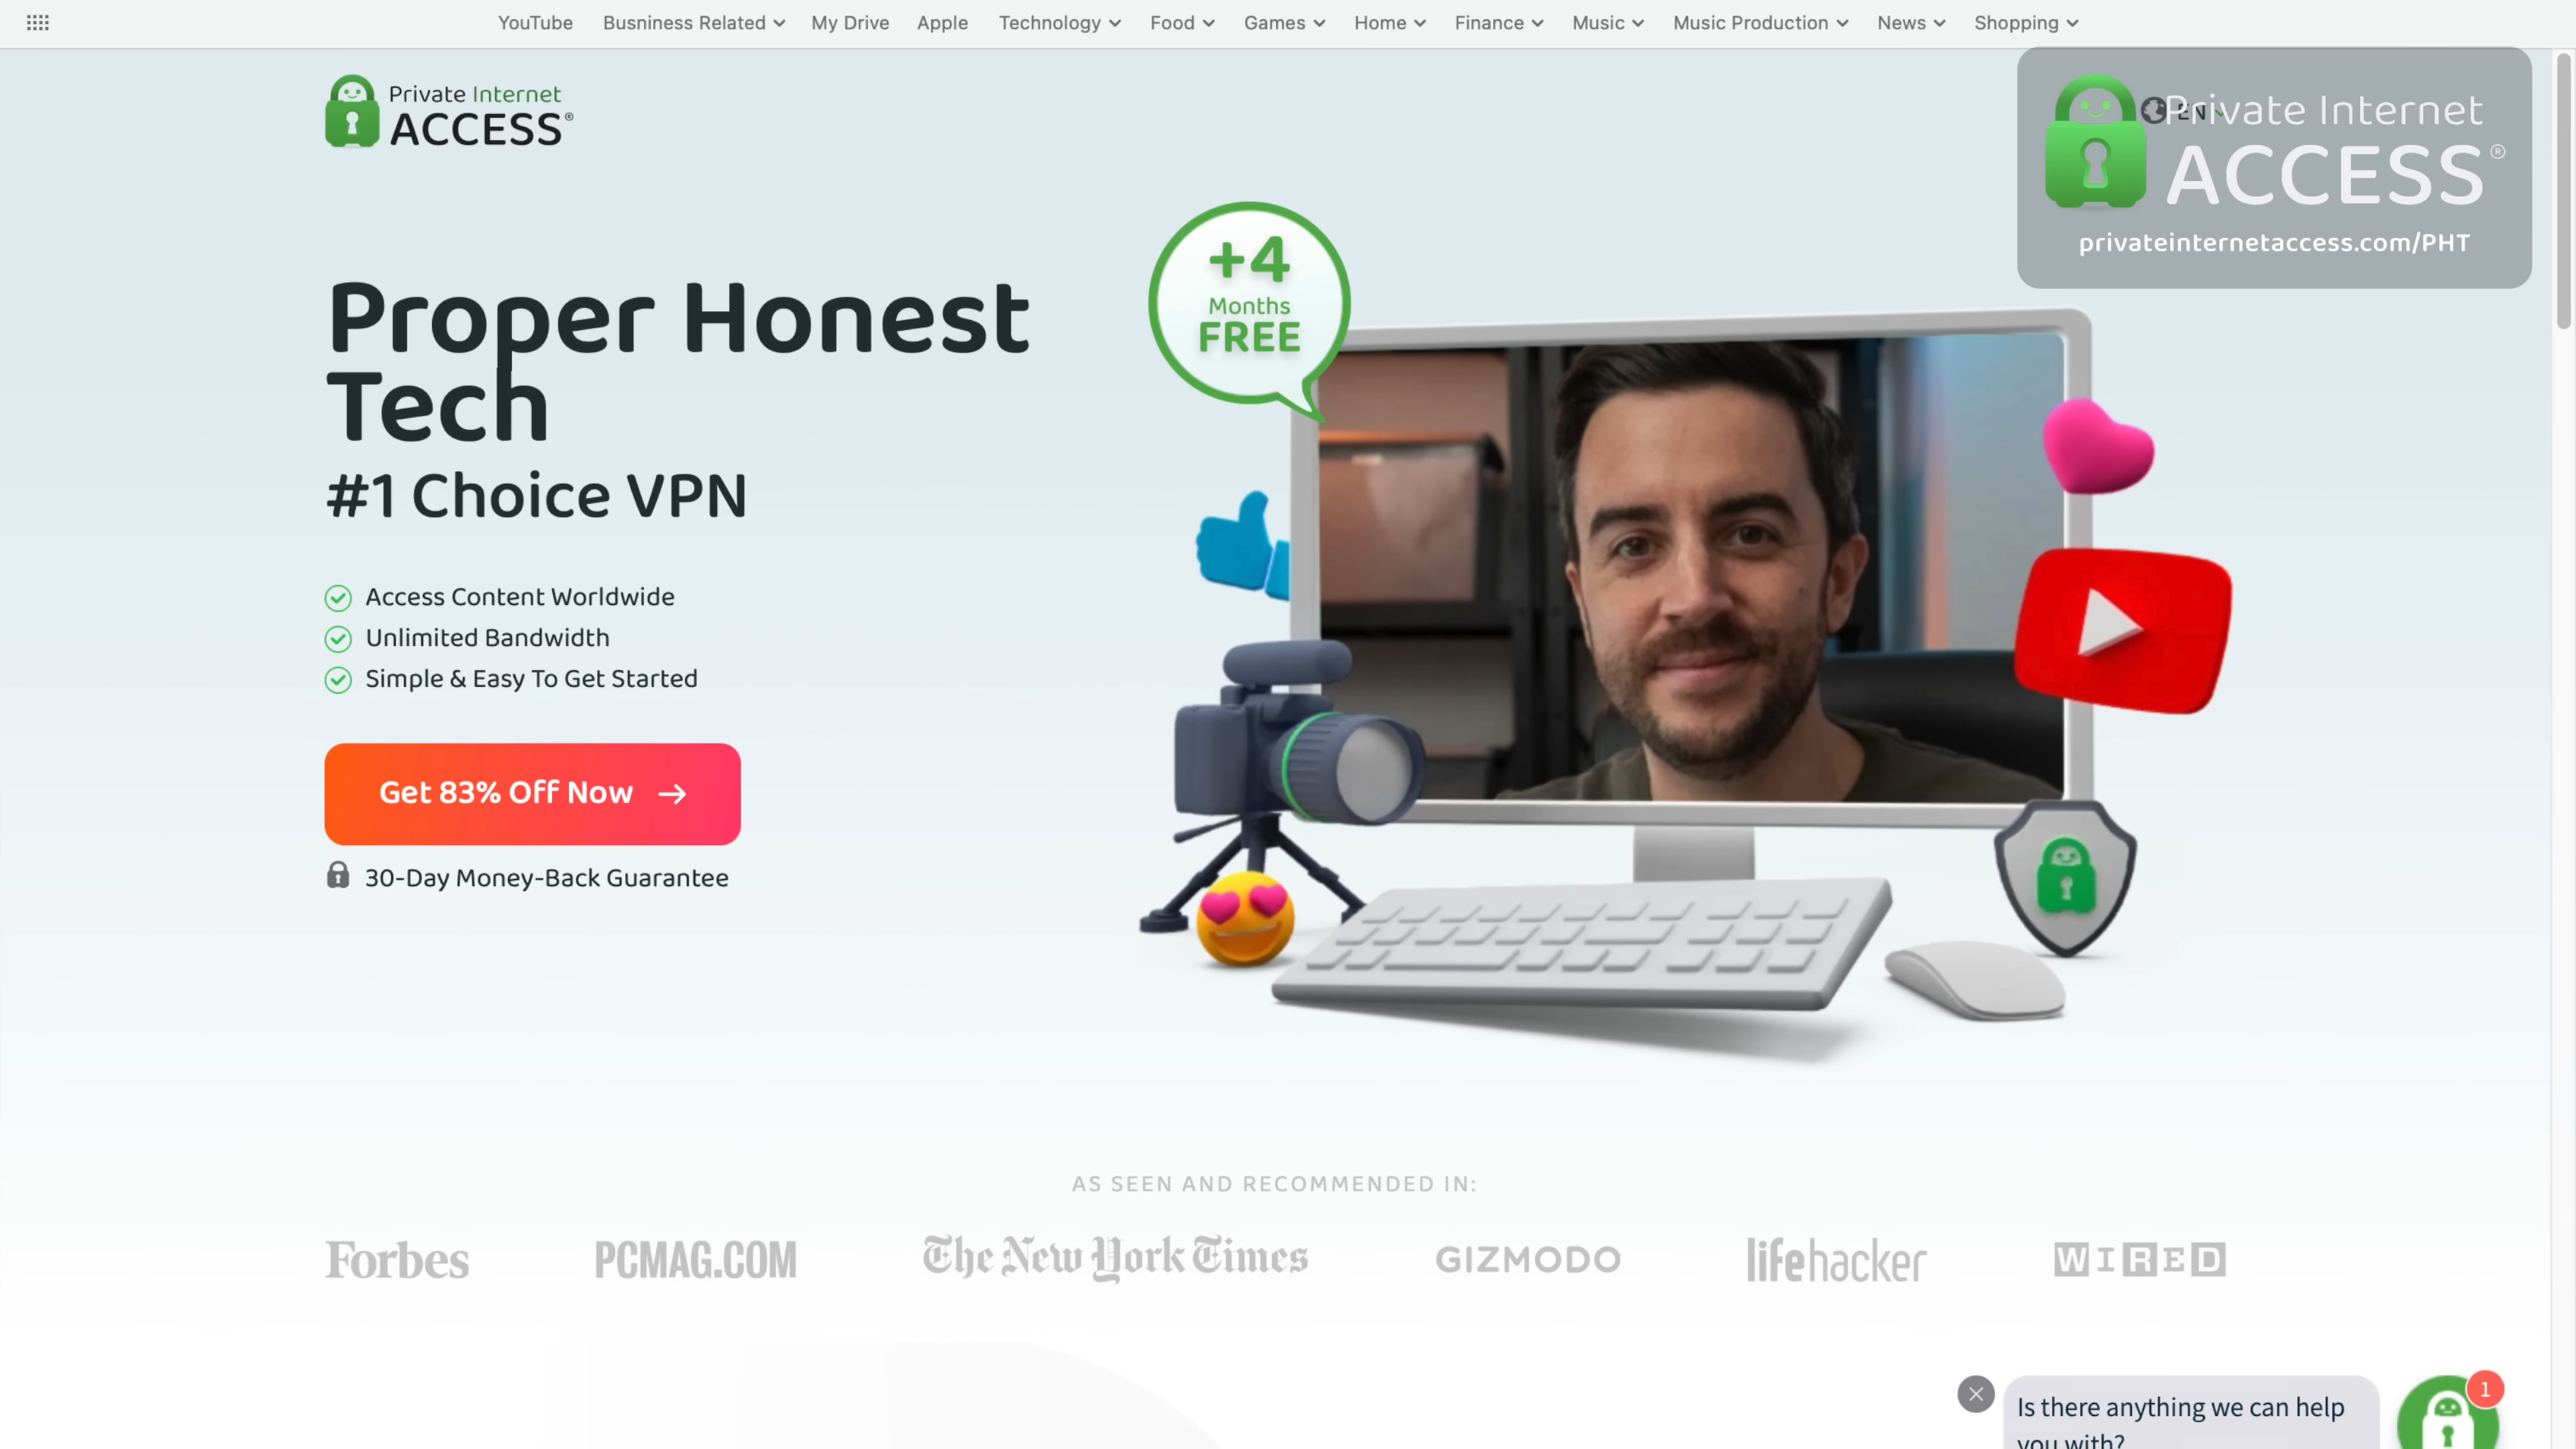 YouTube Busniness Related My Drive Apple Technology Food Games Home Finance Music Music Production News Shopping
Private Internet
ACCESS®
EN
Private Internet
ACCESS®
privateinternetaccess.com/PHT
+4
Months
FREE
Proper Honest
Tech
#1 Choice VPN
Access Content Worldwide
Unlimited Bandwidth
Simple & Easy To Get Started
Get 83% Off Now
30-Day Money-Back Guarantee
AS SEEN AND RECOMMENDED IN:
Forbes PCMAG.COM The New York Times GIZMODO lifehacker WIRED
1
Is there anything we can help
you with?